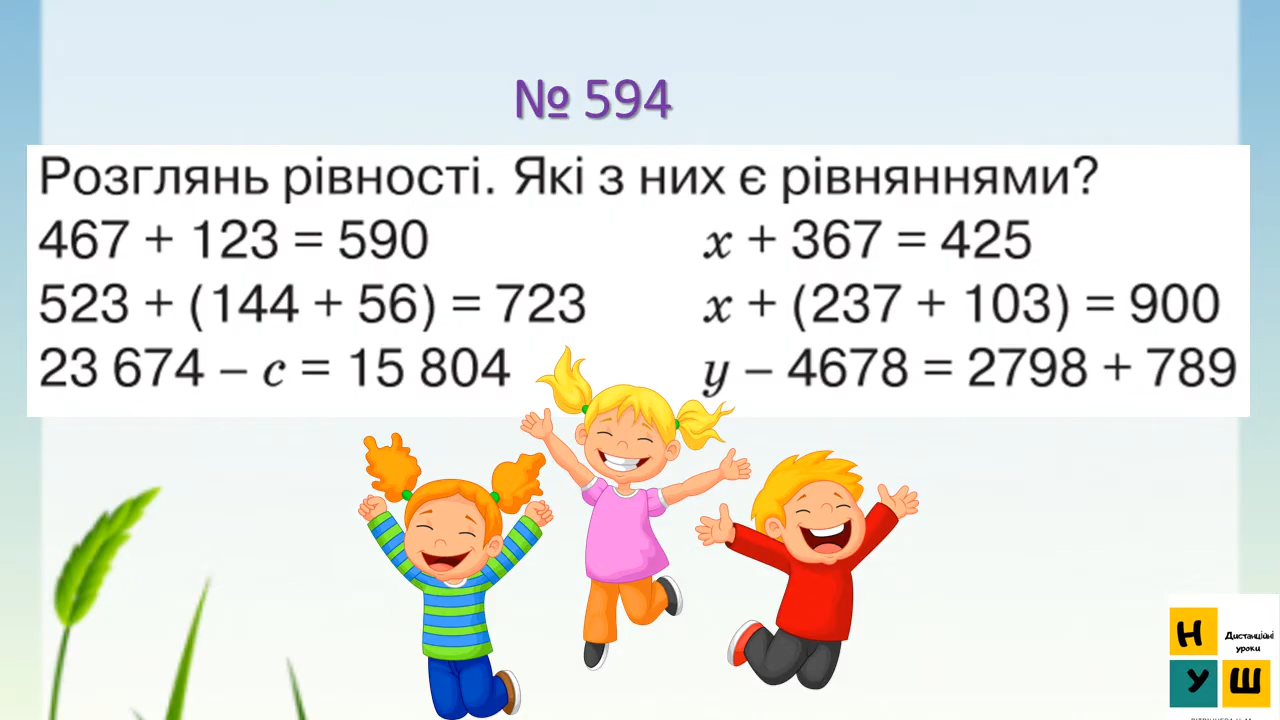 № 594
Розглянь рівності. Які з них є рівняннями?
467 + 123 = 590
x + 367 = 425
523 + (144 + 56) = 723
x + (237 + 103) = 900
23 674 – c = 15 804
y – 4678 = 2798 + 789
Н
Дистанційні
уроки
У Ш